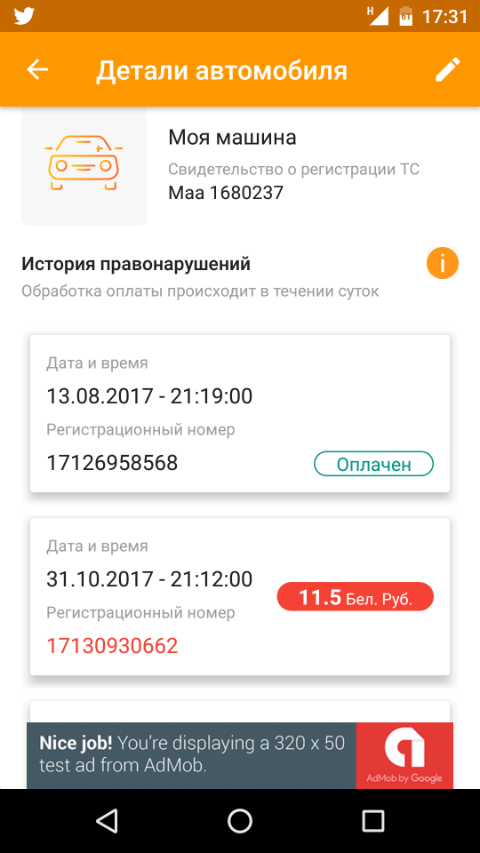 H
61
17:31
Детали автомобиля
Моя машина
Свидетельство о регистрации ТС
Маа 1680237
История правонарушений
i
Обработка оплаты происходит в течении суток
Дата и время
13.08.2017 - 21:19:00
Регистрационный номер
17126958568
Оплачен
Дата и время
31.10.2017 - 21:12:00
11.5 Бел. Руб.
Регистрационный номер
17130930662
Nice job! You're displaying a 320 x 50
test ad from AdMob.
AdMob by Google